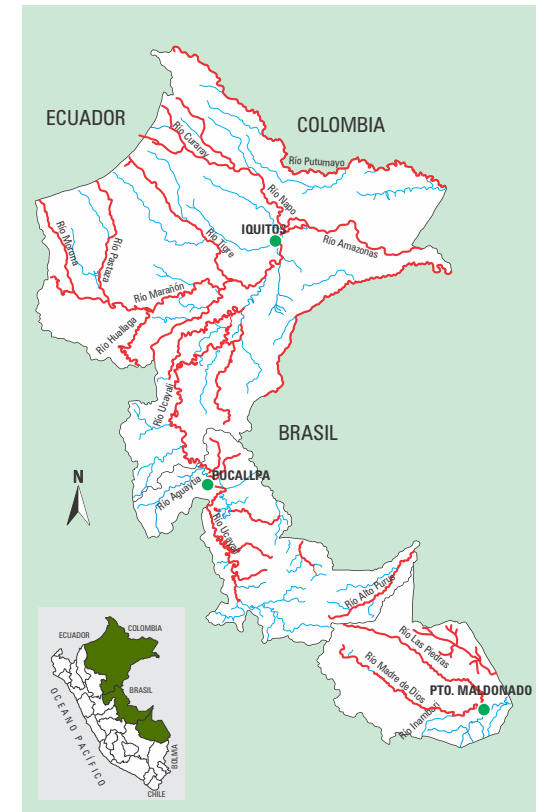 ECUADOR
COLOMBIA
Río Curaray
Río Putumayo
Río Napo
IQUITOS
Río Amazonas
Río Tigre
Río Morona
Río Pastaza
Río Marañón
Río Huallaga
Río Ucayali
BRASIL
N
PUCALLPA
Río Aguaytía
Río Ucayali
Río Alto Purus
Río Las Piedras
Río Madre de Dios
PTO. MALDONADO
Río Inambari
ECUADOR
COLOMBIA
BRASIL
OCEANO PACÍFICO
BOLIVIA
CHILE